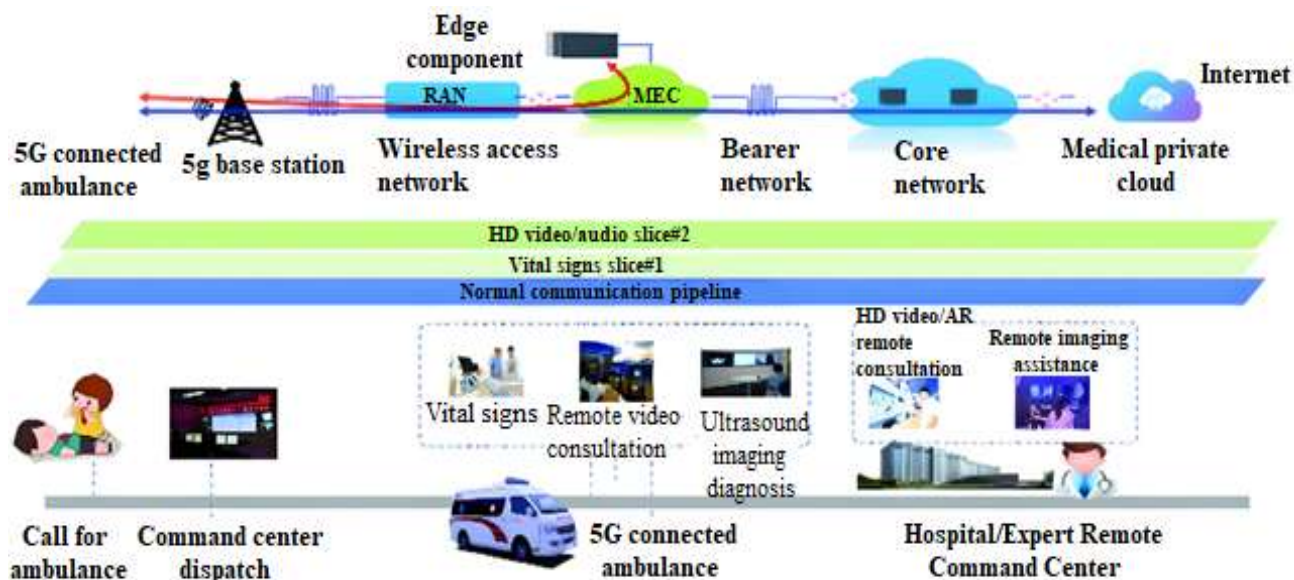 Edge
component
Internet
RAN
MEC
5G connected
ambulance
5g base station
Wireless access
network
Bearer
network
Core
network
Medical private
cloud
HD video/audio slice#2
Vital signs slice#1
Normal communication pipeline
HD video/AR
remote
consultation
Remote imaging
assistance
Vital signs
Remote video
consultation
Ultrasound
imaging
diagnosis
Call for
ambulance
Command center
dispatch
5G connected
ambulance
Hospital/Expert Remote
Command Center